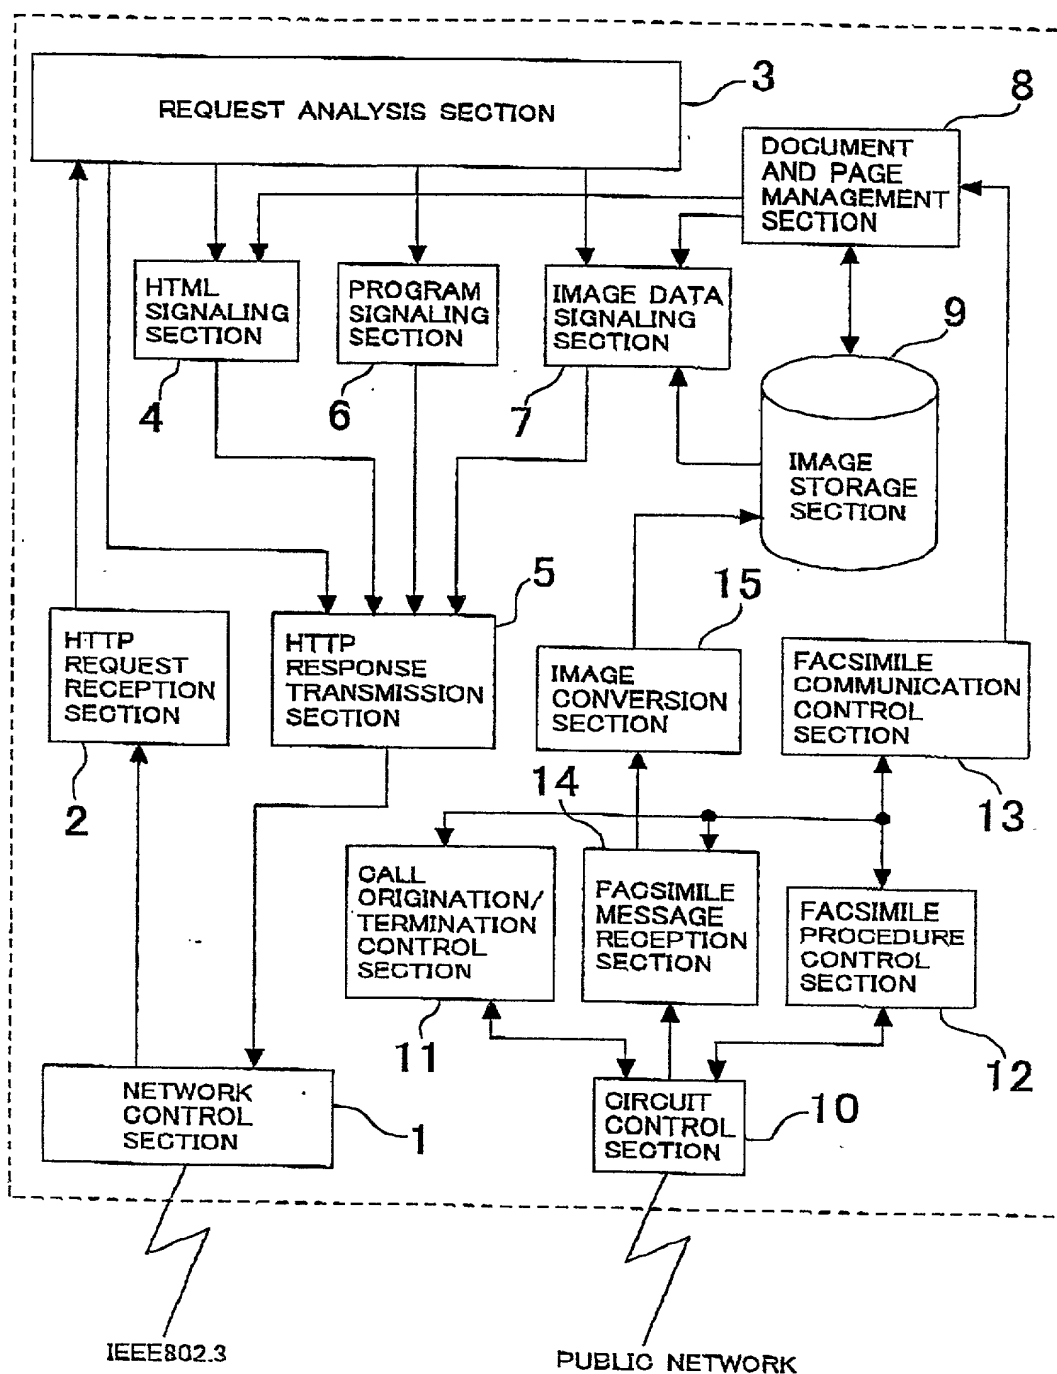 3
REQUEST ANALYSIS SECTION
8
DOCUMENT
AND PAGE
MANAGEMENT
SECTION
HTML
SIGNALING
SECTION
4
PROGRAM
SIGNALING
SECTION
6
IMAGE DATA
SIGNALING
SECTION
7
9
IMAGE
STORAGE
SECTION
5
HTTP
REQUEST
RECEPTION
SECTION
2
HTTP
RESPONSE
TRANSMISSION
SECTION
15
IMAGE
CONVERSION
SECTION
FACSIMILE
COMMUNICATION
CONTROL
SECTION
13
14
CALL
ORIGINATION/
TERMINATION
CONTROL
SECTION
11
FACSIMILE
MESSAGE
RECEPTION
SECTION
FACSIMILE
PROCEDURE
CONTROL
SECTION
12
NETWORK
CONTROL
SECTION
1
CIRCUIT
CONTROL
SECTION
10
IEEE802.3
PUBLIC NETWORK